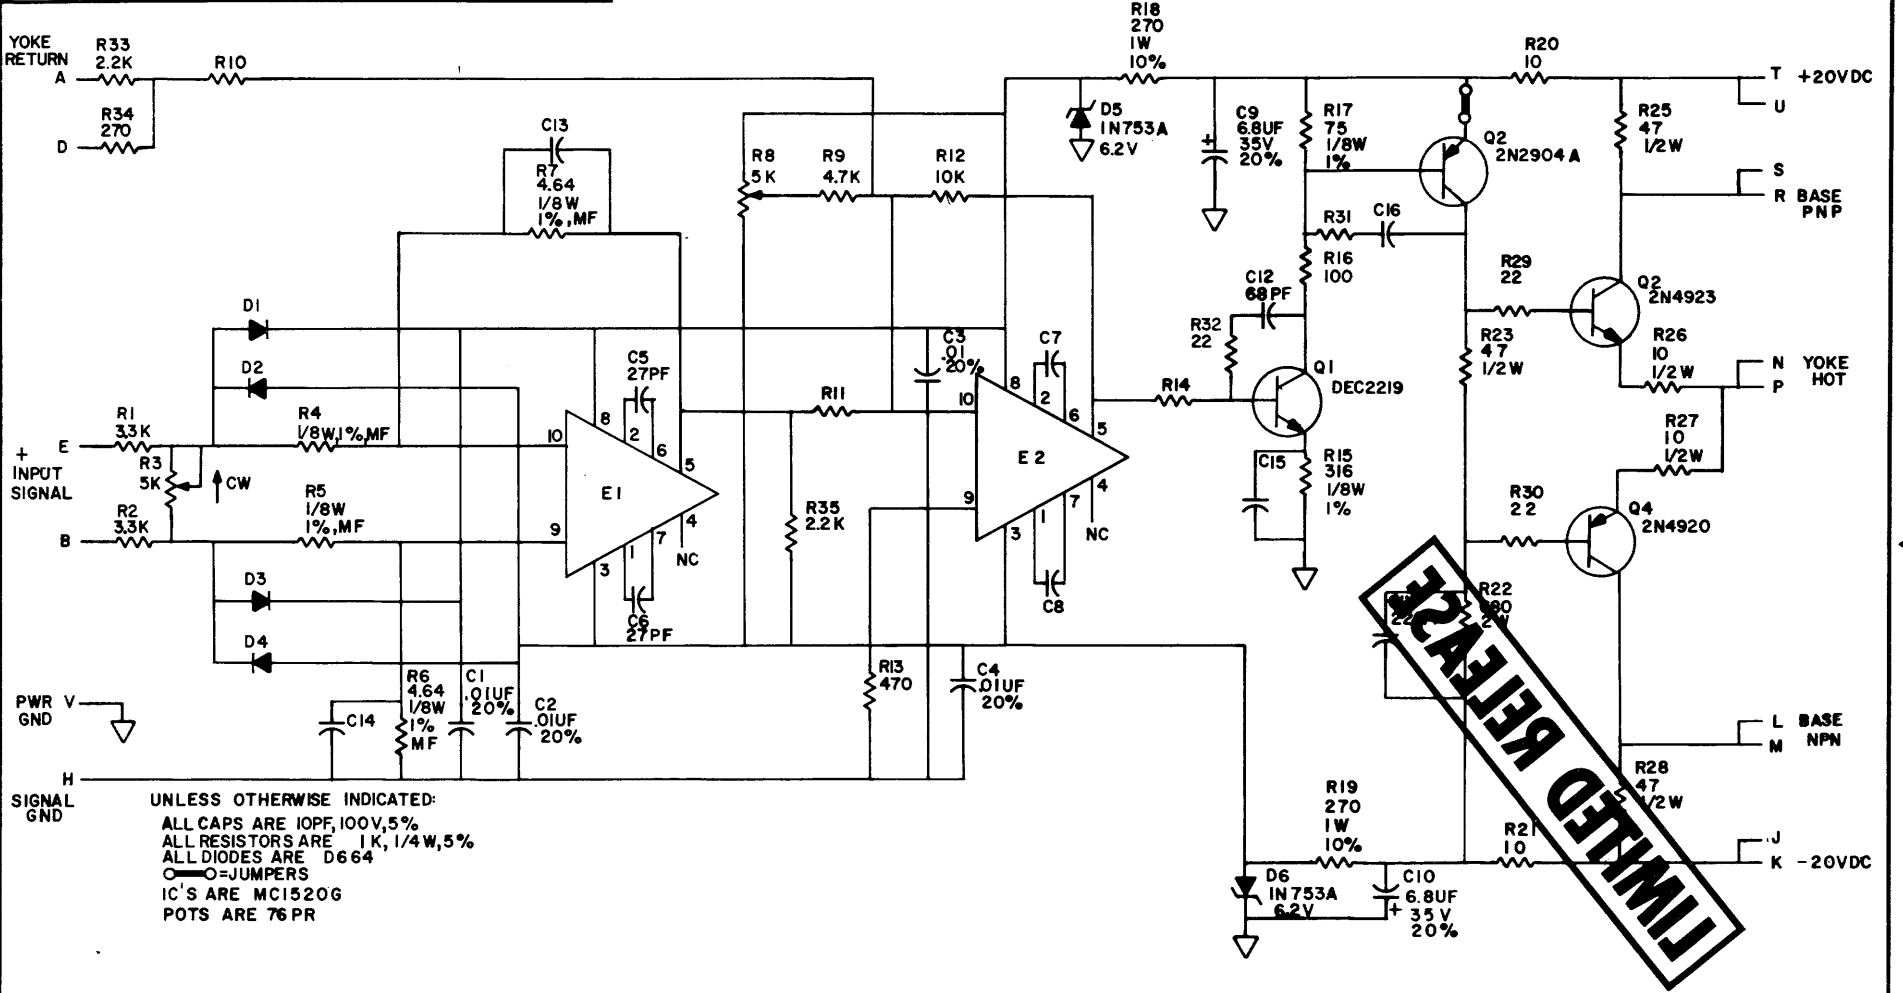 YOKE
RETURN
A
R33
2.2K
R10
R34
270
D
C13
R7
4.64
1/8W
1%,MF
R8
5K
R9
4.7K
R12
10K
R18
270
1W
10%
D5
1N753A
6.2V
C9
6.8UF
35V
20%
+
R17
75
1/8W
1%
Q2
2N2904A
R20
10
T +20VDC
U
R25
47
1/2W
S
R BASE
PNP
R31
C16
R16
100
C12
68PF
R32
22
R29
22
Q2
2N4923
R26
10
1/2W
N YOKE
P HOT
R23
47
1/2W
R27
10
1/2W
D1
D2
C5
27PF
C3
.01
20%
C7
R11
R14
Q1
DEC2219
R1
3.3K
R4
1/8W,1%,MF
E
+
INPUT
SIGNAL
R3
5K
CW
R5
1/8W
1%,MF
R2
3.3K
B
10
8
2
6
5
E1
9
3
1
7
4
NC
C6
27PF
R35
2.2K
10
8
2
6
5
E2
9
3
1
7
4
NC
C8
C15
R15
316
1/8W
1%
R30
22
Q4
2N4920
D3
D4
R22
LIMITED RELEASE
R6
4.64
1/8W
1%
MF
C14
C1
.01UF
20%
C2
.01UF
20%
R13
470
C4
.01UF
20%
PWR V
GND
L BASE
M NPN
R28
47
1/2W
H
SIGNAL
GND
R19
270
1W
10%
R21
10
J
K -20VDC
D6
1N753A
6.2V
C10
6.8UF
+ 35V
20%
UNLESS OTHERWISE INDICATED:
ALL CAPS ARE 10PF,100V,5%
ALL RESISTORS ARE 1K,1/4W,5%
ALL DIODES ARE D664
=JUMPERS
IC'S ARE MC1520G
POTS ARE 76PR